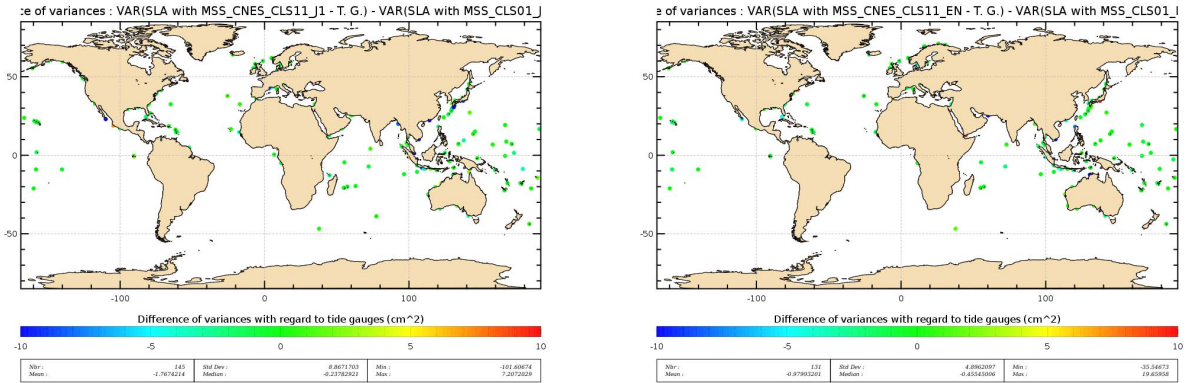 ce of variances : VAR(SLA with MSS_CNES_CLS11_J1 - T. G.) - VAR(SLA with MSS_CLS01_J
50
0
-50
-100
0
100
Difference of variances with regard to tide gauges (cm^2)
-10
-5
0
5
10
Nbr : 145
Mean : -1.7674214
Std Dev : 8.8671703
Median : -0.23782921
Min : -101.60674
Max : 7.2072029
e of variances : VAR(SLA with MSS_CNES_CLS11_EN - T. G.) - VAR(SLA with MSS_CLS01_
50
0
-50
-100
0
100
Difference of variances with regard to tide gauges (cm^2)
-10
-5
0
5
10
Nbr : 131
Mean : -0.97993201
Std Dev : 4.8962097
Median : -0.45545006
Min : -35.54673
Max : 19.65958